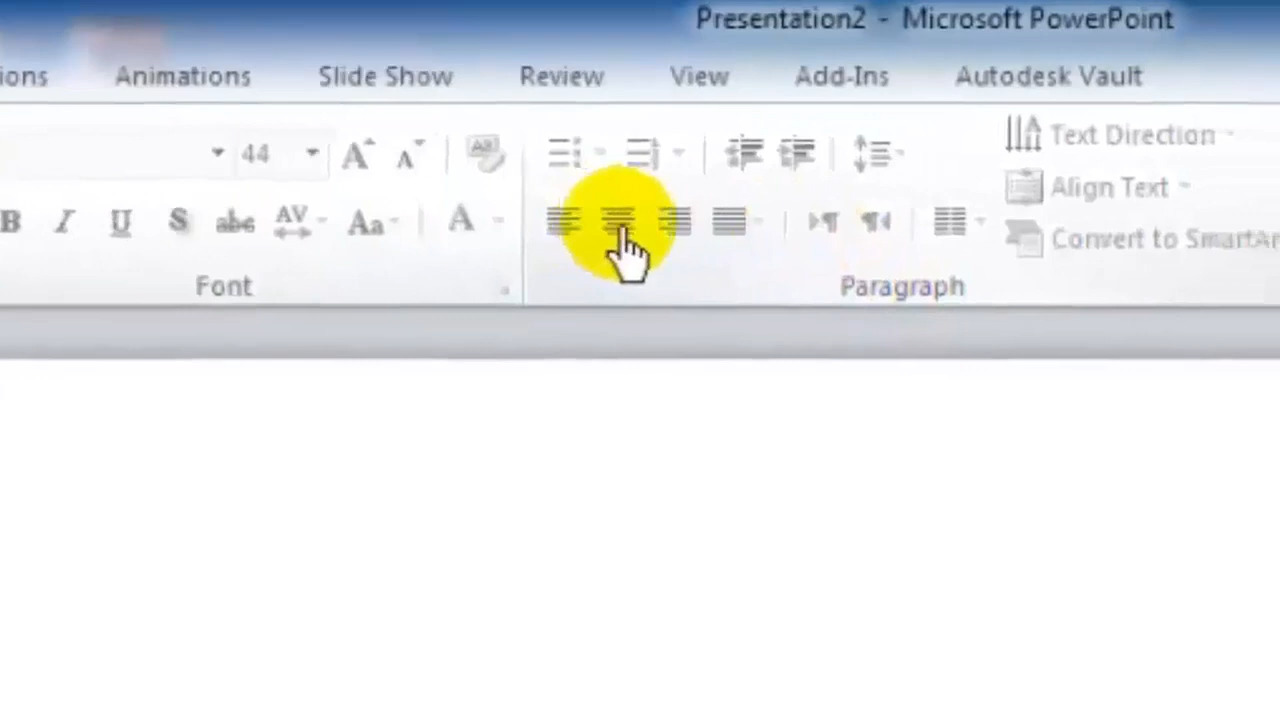 Presentation2 - Microsoft PowerPoint
ions Animations Slide Show Review View Add-Ins Autodesk Vault
44 A A Text Direction
Align Text
B I U S abc AV Aa A
Convert to SmartAr
Font Paragraph